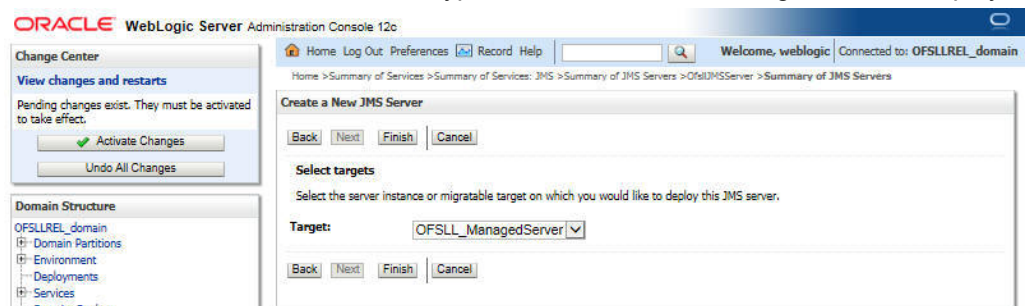 ORACLE WebLogic Server Administration Console 12c
Change Center
View changes and restarts
Pending changes exist. They must be activated
to take effect.
Activate Changes
Undo All Changes
Domain Structure
OFSLLREL_domain
Domain Partitions
Environment
Deployments
Services
Home Log Out Preferences Record Help
Welcome, weblogic Connected to: OFSLLREL_domain
Home >Summary of Services >Summary of Services: JMS >Summary of JMS Servers >OfsllJMSServer >Summary of JMS Servers
Create a New JMS Server
Back Next Finish Cancel
Select targets
Select the server instance or migratable target on which you would like to deploy this JMS server.
Target: OFSLL_ManagedServer
Back Next Finish Cancel